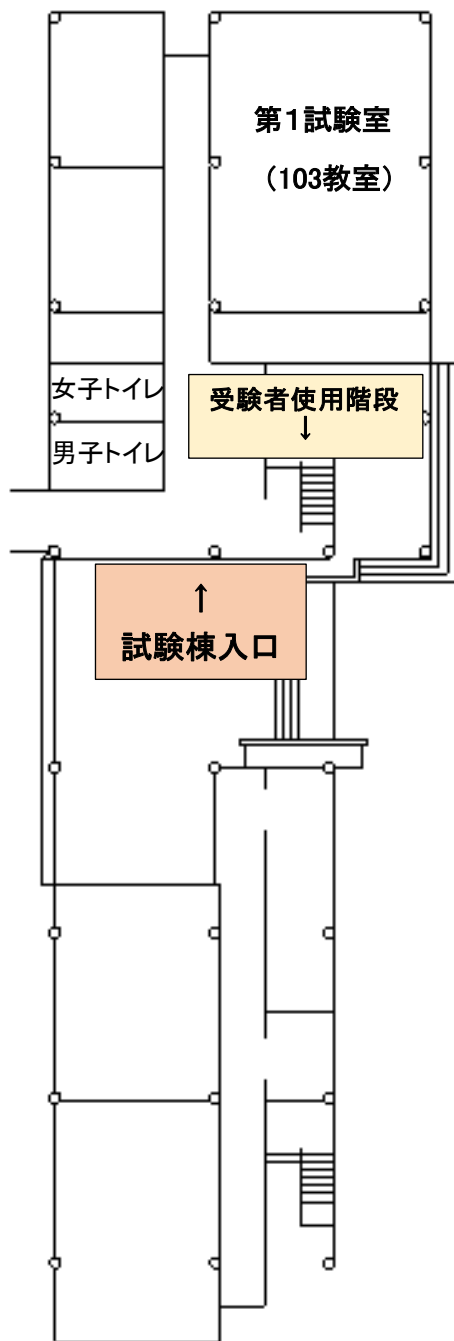 第1試験室
（103教室）
女子トイレ
受験者使用階段
↓
男子トイレ
↑
試験棟入口